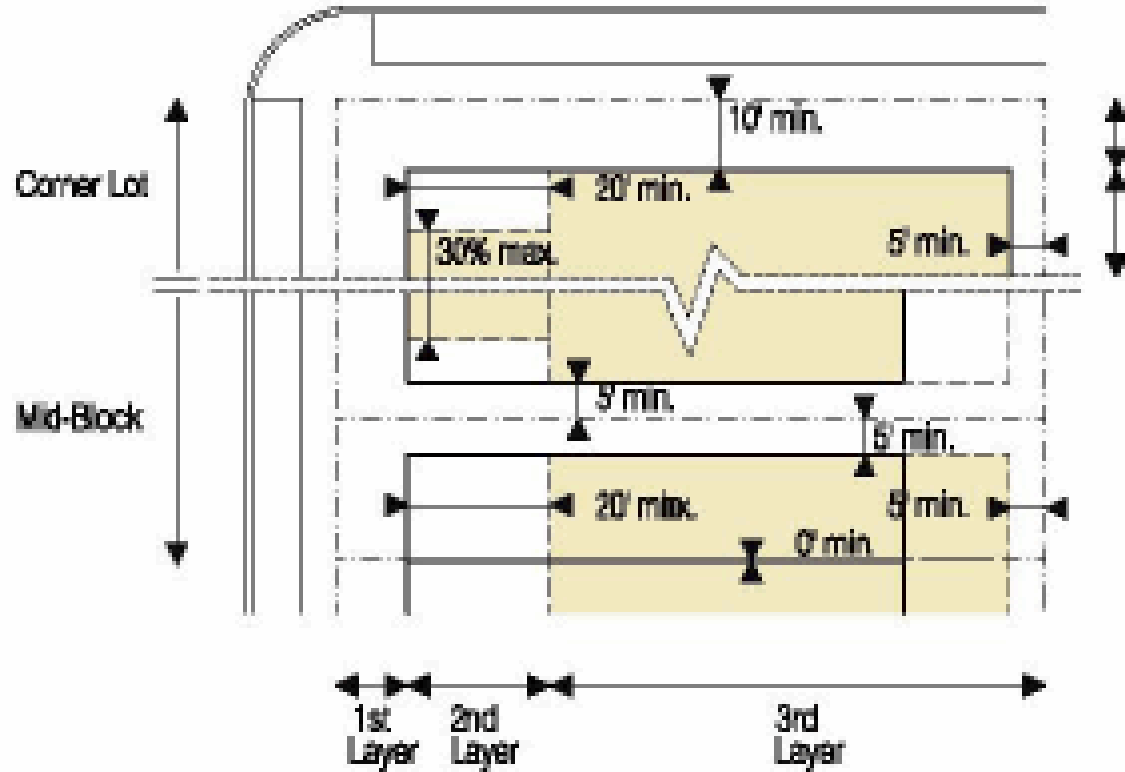 10' min.
Corner Lot
20' min.
30% max.
5' min.
5' min.
Mid-Block
5' min.
20' max.
5' min.
0' min.
1st
Layer
2nd
Layer
3rd
Layer